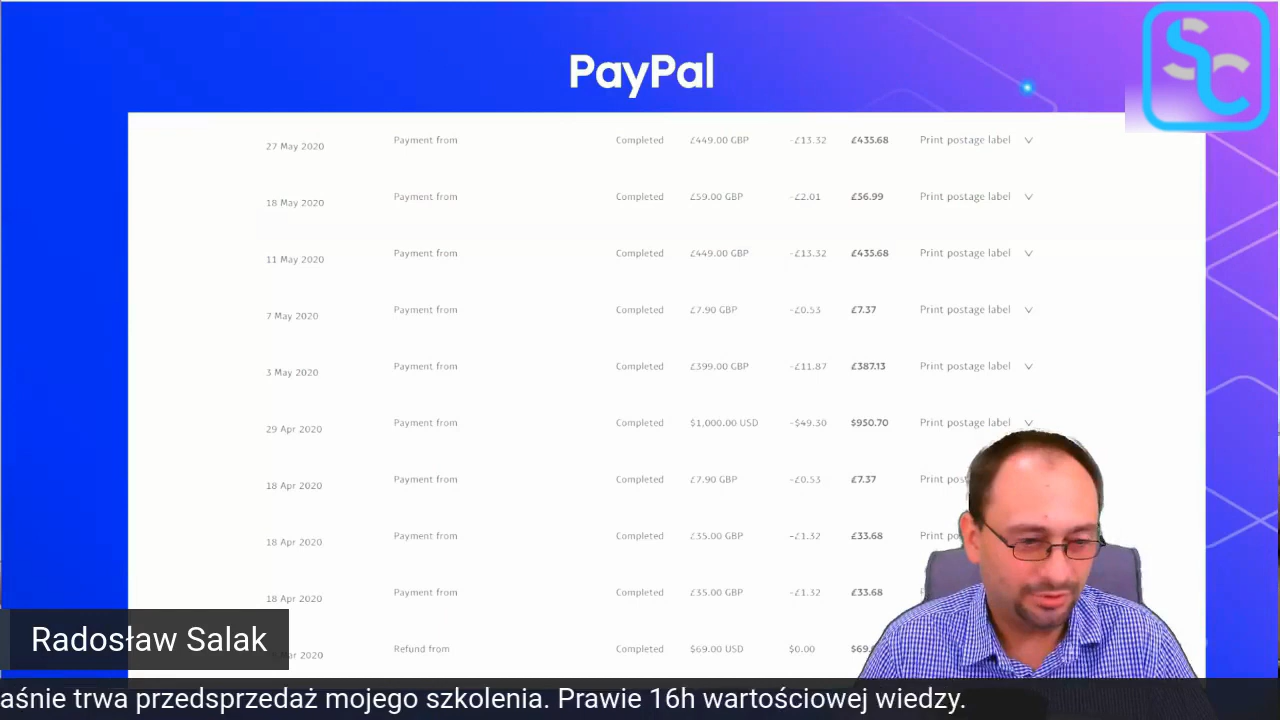 PayPal
SC
27 May 2020 Payment from Completed £449.00 GBP -£13.32 £435.68 Print postage label
18 May 2020 Payment from Completed £59.00 GBP -£2.01 £56.99 Print postage label
11 May 2020 Payment from Completed £449.00 GBP -£13.32 £435.68 Print postage label
7 May 2020 Payment from Completed £7.90 GBP -£0.53 £7.37 Print postage label
3 May 2020 Payment from Completed £399.00 GBP -£11.87 £387.13 Print postage label
29 Apr 2020 Payment from Completed $1,000.00 USD -$49.30 $950.70 Print postage label
18 Apr 2020 Payment from Completed £7.90 GBP -£0.53 £7.37 Print
18 Apr 2020 Payment from Completed £35.00 GBP -£1.32 £33.68
18 Apr 2020 Payment from Completed £35.00 GBP -£1.32 £33.68
2020 Refund from Completed $69.00 USD $0.00
Radosław Salak
aśnie trwa przedsprzedaż mojego szkolenia. Prawie 16h wartościowej wiedzy.